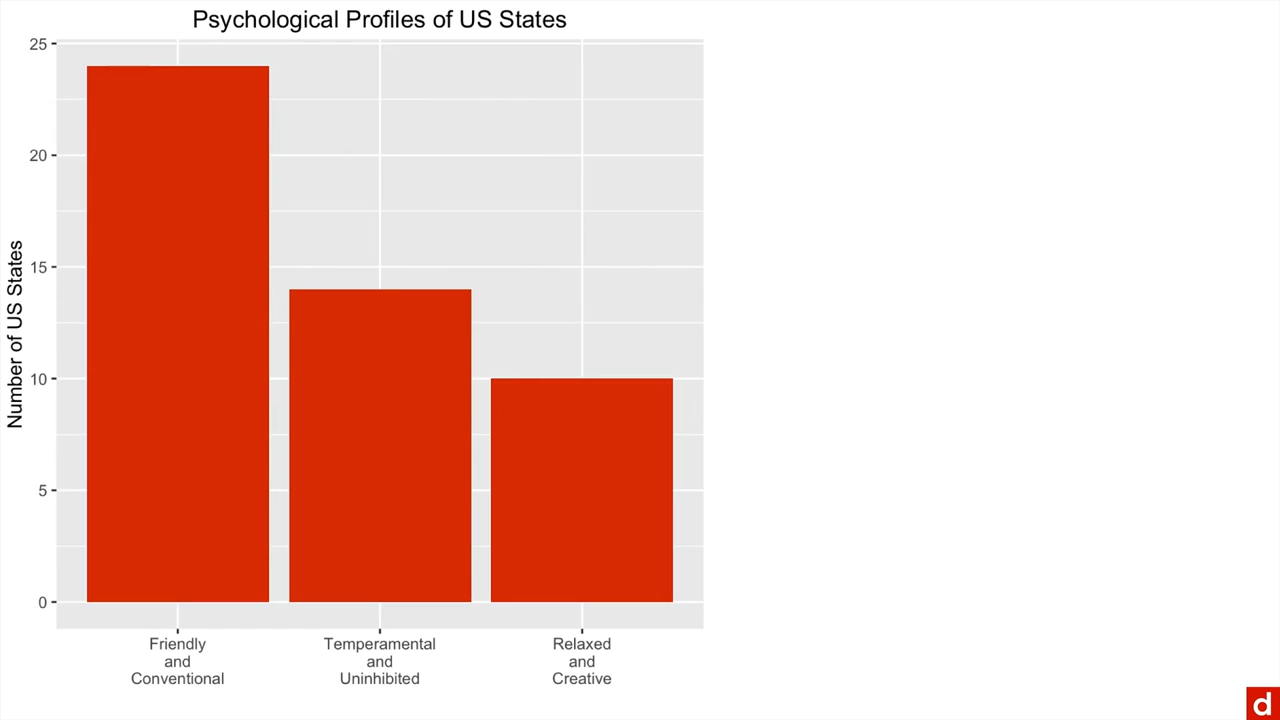 Psychological Profiles of US States
Number of US States
25
20
15
10
5
0
Friendly
and
Conventional
Temperamental
and
Uninhibited
Relaxed
and
Creative
d